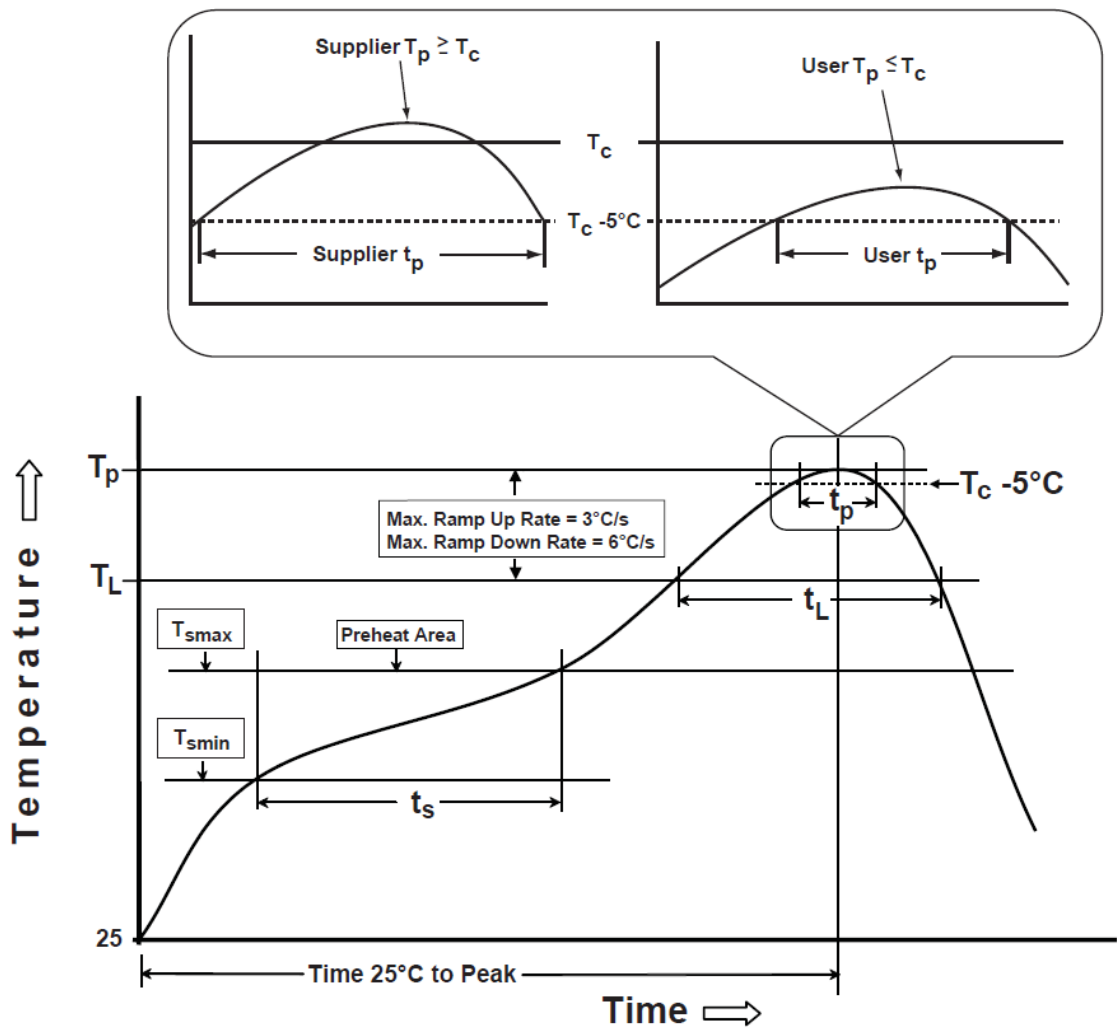 Supplier Tp ≥ Tc
User Tp ≤ Tc
Tc
Tc -5°C
Supplier tp
User tp
Tp
Tc -5°C
tp
Max. Ramp Up Rate = 3°C/s
Max. Ramp Down Rate = 6°C/s
TL
tL
Tsmax
Preheat Area
Tsmin
ts
Temperature
25
Time 25°C to Peak
Time